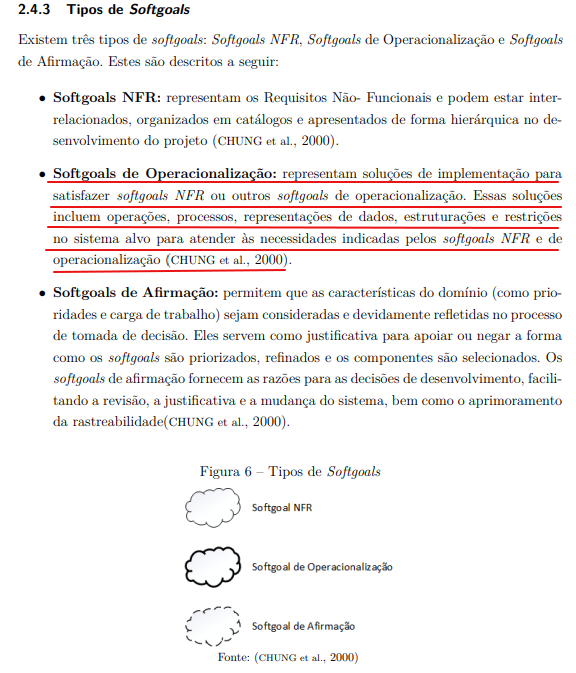 2.4.3 Tipos de Softgoals
Existem três tipos de softgoals: Softgoals NFR, Softgoals de Operacionalização e Softgoals
de Afirmação. Estes são descritos a seguir:
• Softgoals NFR: representam os Requisitos Não- Funcionais e podem estar inter-
relacionados, organizados em catálogos e apresentados de forma hierárquica no de-
senvolvimento do projeto (CHUNG et al., 2000).
• Softgoals de Operacionalização: representam soluções de implementação para
satisfazer softgoals NFR ou outros softgoals de operacionalização. Essas soluções
incluem operações, processos, representações de dados, estruturações e restrições
no sistema alvo para atender às necessidades indicadas pelos softgoals NFR e de
operacionalização (CHUNG et al., 2000).
• Softgoals de Afirmação: permitem que as características do domínio (como prio-
ridades e carga de trabalho) sejam consideradas e devidamente refletidas no processo
de tomada de decisão. Eles servem como justificativa para apoiar ou negar a forma
como os softgoals são priorizados, refinados e os componentes são selecionados. Os
softgoals de afirmação fornecem as razões para as decisões de desenvolvimento, facili-
tando a revisão, a justificativa e a mudança do sistema, bem como o aprimoramento
da rastreabilidade(CHUNG et al., 2000).
Figura 6 – Tipos de Softgoals
Softgoal NFR
Softgoal de Operacionalização
Softgoal de Afirmação
Fonte: (CHUNG et al., 2000)